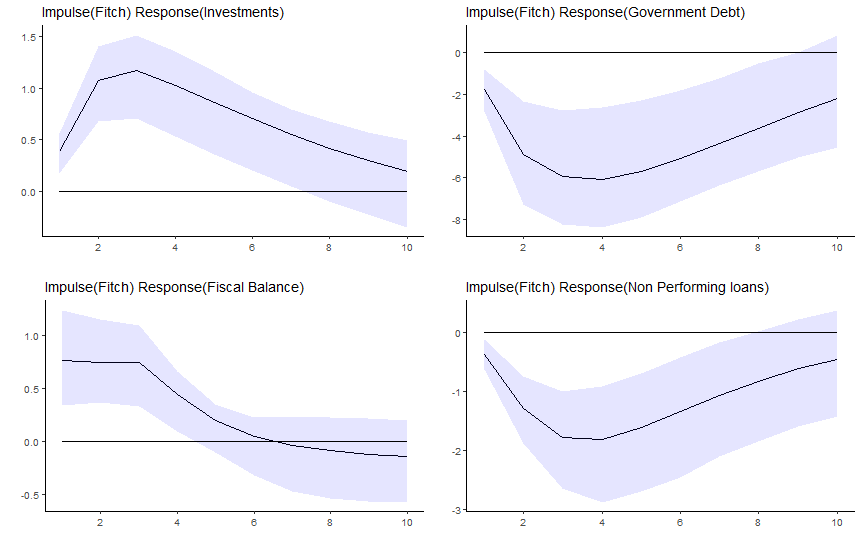 Impulse(Fitch) Response(Investments)
1.5
1.0
0.5
0.0
2 4 6 8 10
Impulse(Fitch) Response(Government Debt)
0
-2
-4
-6
-8
2 4 6 8 10
Impulse(Fitch) Response(Fiscal Balance)
1.0
0.5
0.0
-0.5
2 4 6 8 10
Impulse(Fitch) Response(Non Performing loans)
0
-1
-2
-3
2 4 6 8 10